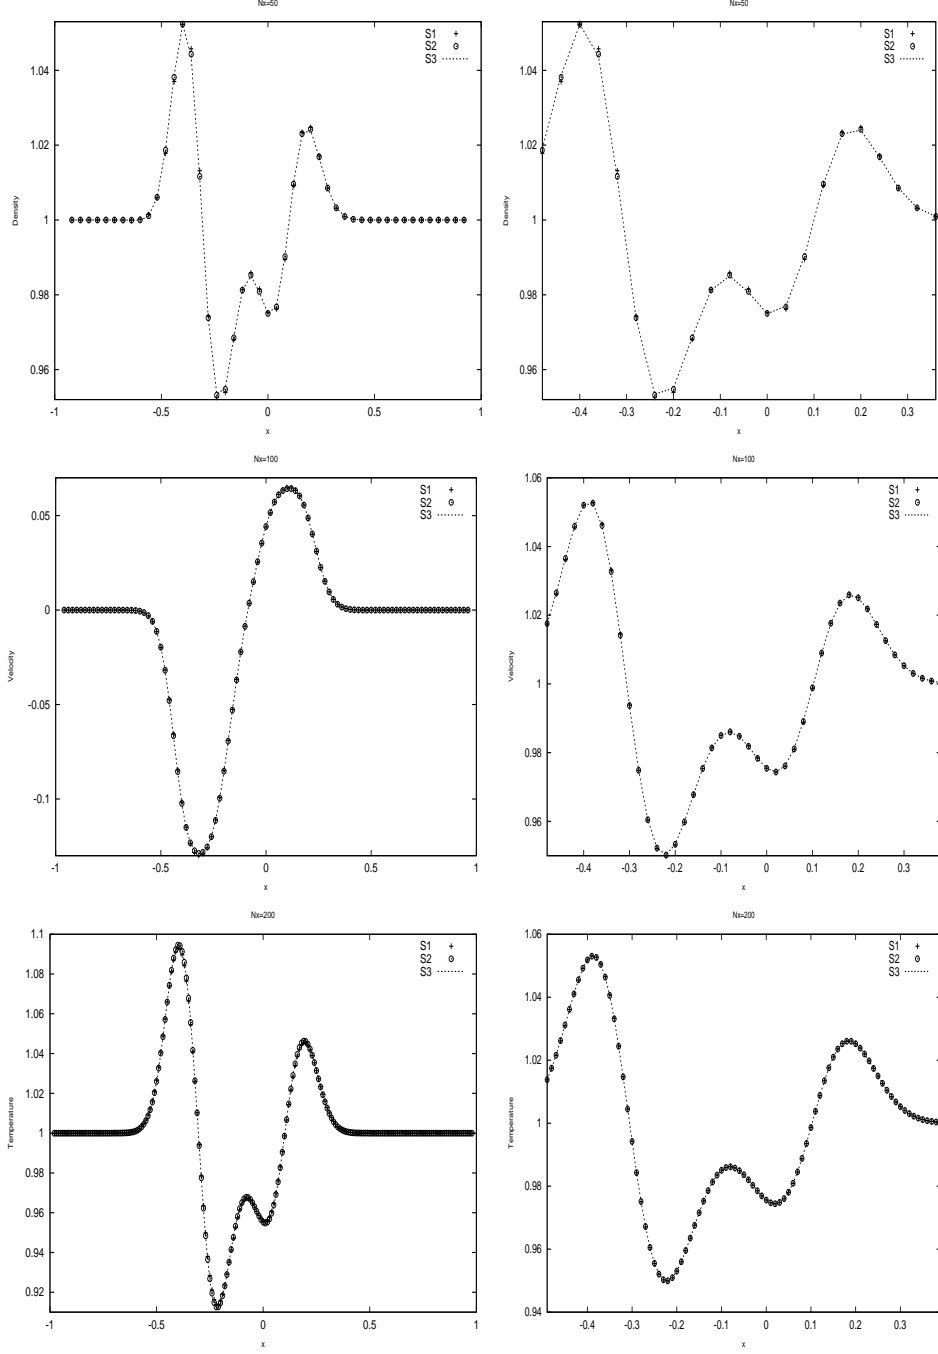 Nx=50
S1
S2
S3
1.04
1.02
1
0.98
0.96
Density
-1
-0.5
0
0.5
1
x
Nx=50
S1
S2
S3
1.04
1.02
1
0.98
0.96
Density
-0.4
-0.3
-0.2
-0.1
0
0.1
0.2
0.3
x
Nx=100
S1
S2
S3
0.05
0
-0.05
-0.1
Velocity
-1
-0.5
0
0.5
1
x
Nx=100
S1
S2
S3
1.06
1.04
1.02
1
0.98
0.96
Velocity
-0.4
-0.3
-0.2
-0.1
0
0.1
0.2
0.3
x
Nx=200
S1
S2
S3
1.1
1.08
1.06
1.04
1.02
1
0.98
0.96
0.94
0.92
Temperature
-1
-0.5
0
0.5
1
x
Nx=200
S1
S2
S3
1.06
1.04
1.02
1
0.98
0.96
0.94
Temperature
-0.4
-0.3
-0.2
-0.1
0
0.1
0.2
0.3
x